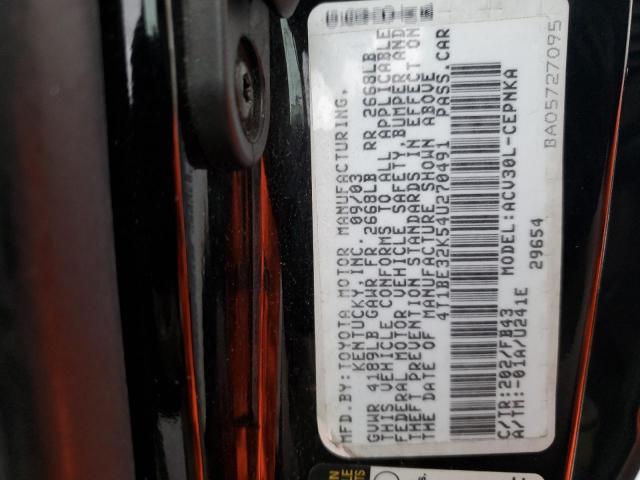 MFD.BY:TOYOTA MOTOR MANUFACTURING,
KENTUCKY,INC. 09/03
GVWR 4189LB GAWR FR 2668LB RR 2668LB
THIS VEHICLE CONFORMS TO ALL APPLICABLE
FEDERAL MOTOR VEHICLE SAFETY,BUMPER AND
THEFT PREVENTION STANDARDS IN EFFECT ON
THE DATE OF MANUFACTURE SHOWN ABOVE
4T1BE32K54U270491 PASS.CAR
C/TR:202/FB43 MODEL:ACV30L-CEPNKA
A/TM:-01A/U241E 29654
BA05727095